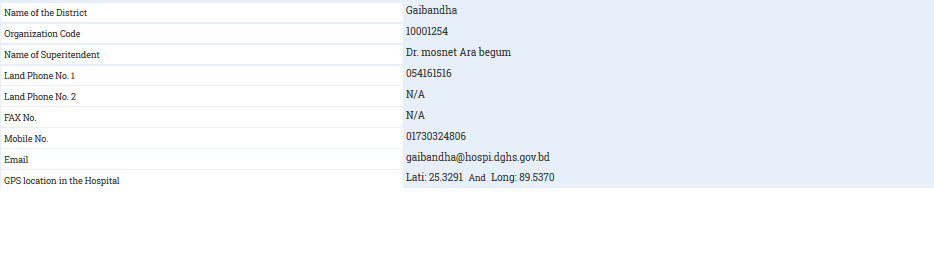 Name of the District Gaibandha
Organization Code 10001254
Name of Superitendent Dr. mosnet Ara begum
Land Phone No. 1 054161516
Land Phone No. 2 N/A
FAX No. N/A
Mobile No. 01730324806
Email gaibandha@hospi.dghs.gov.bd
GPS location in the Hospital Lati: 25.3291 And Long: 89.5370